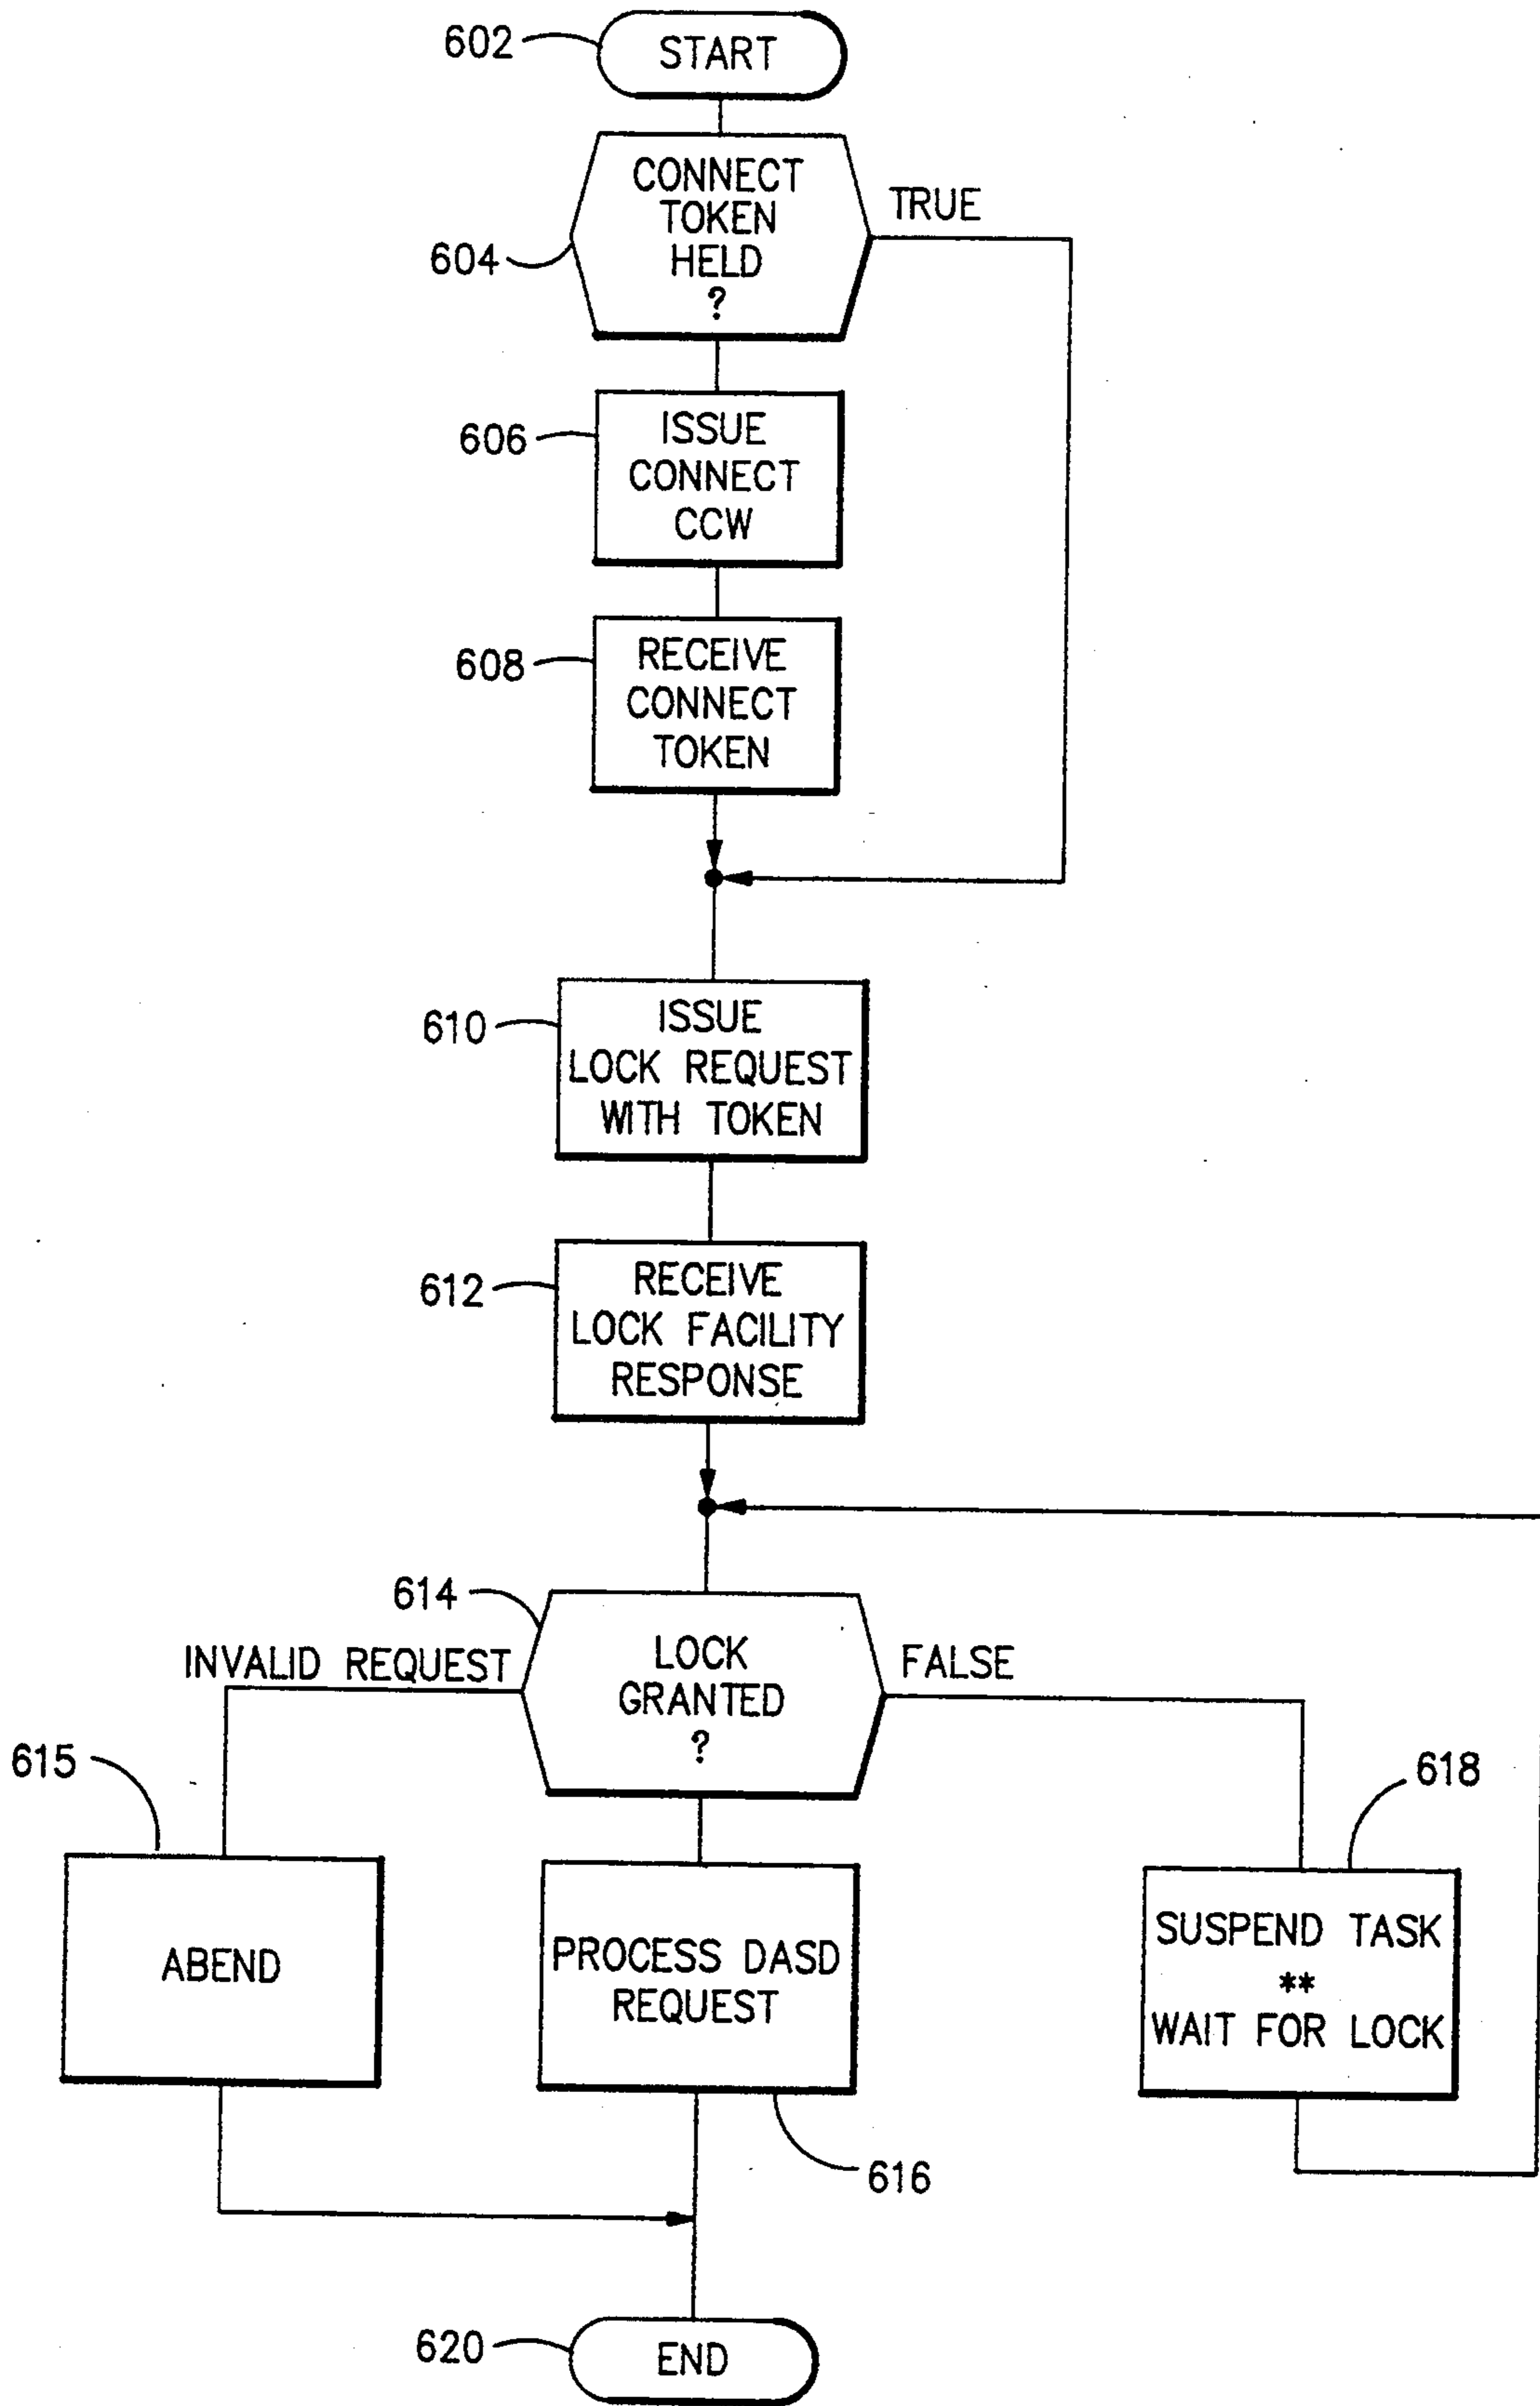 602
START
CONNECT
TOKEN
HELD
?
604
TRUE
606
ISSUE
CONNECT
CCW
608
RECEIVE
CONNECT
TOKEN
610
ISSUE
LOCK REQUEST
WITH TOKEN
612
RECEIVE
LOCK FACILITY
RESPONSE
614
INVALID REQUEST
LOCK
GRANTED
?
FALSE
615
ABEND
PROCESS DASD
REQUEST
616
618
SUSPEND TASK
**
WAIT FOR LOCK
620
END